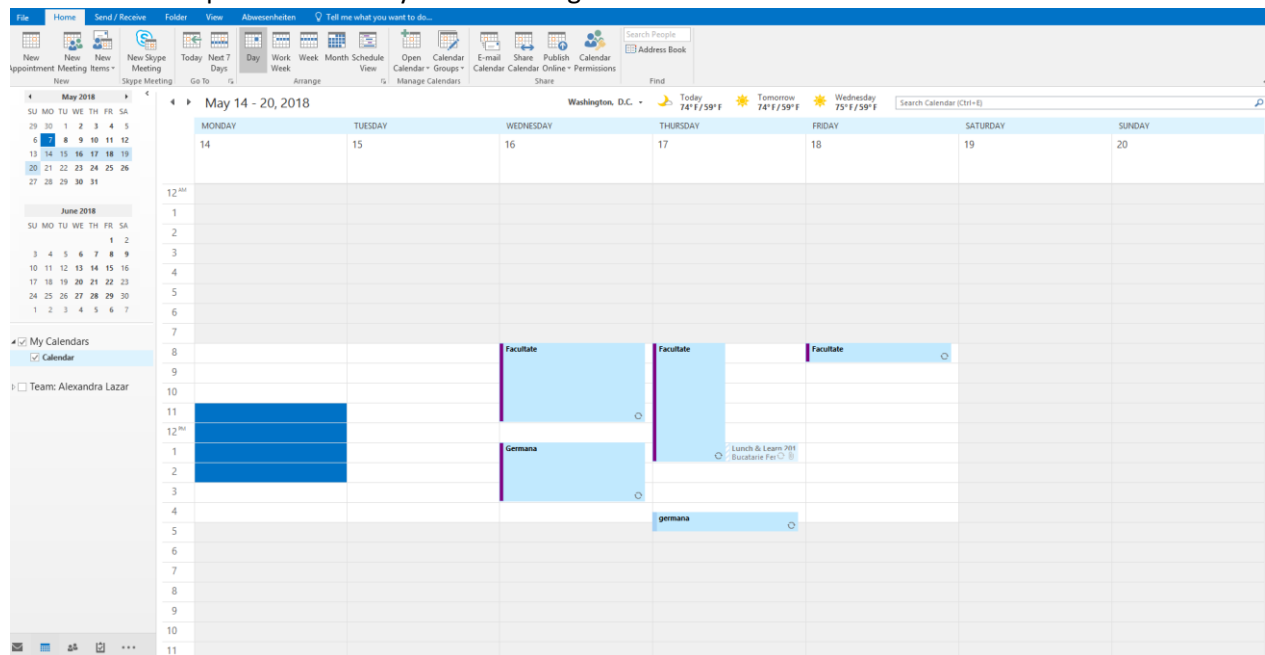 File Home Send / Receive Folder View Abwesenheiten Tell me what you want to do...
New Appointment New Meeting New Items New Skype Meeting Today Next 7 Days Day Work Week Week Month Schedule View Open Calendar Calendar Groups E-mail Calendar Share Calendar Publish Online Calendar Permissions Search People
Address Book
New Skype Meeting Go To Arrange Manage Calendars Share Find
May 2018
SU MO TU WE TH FR SA
29 30 1 2 3 4 5
6 7 8 9 10 11 12
13 14 15 16 17 18 19
20 21 22 23 24 25 26
27 28 29 30 31
June 2018
SU MO TU WE TH FR SA
1 2
3 4 5 6 7 8 9
10 11 12 13 14 15 16
17 18 19 20 21 22 23
24 25 26 27 28 29 30
1 2 3 4 5 6 7
My Calendars
Calendar
Team: Alexandra Lazar
May 14 - 20, 2018
Washington, D.C.
Today
74°F/59°F
Tomorrow
74°F/59°F
Wednesday
75°F/59°F
Search Calendar (Ctrl+E)
MONDAY TUESDAY WEDNESDAY THURSDAY FRIDAY SATURDAY SUNDAY
14 15 16 17 18 19 20
12 AM
1
2
3
4
5
6
7
8 Facultate Facultate Facultate
9
10
11
12 PM
1 Germana Lunch & Learn 201
Bucatarie
2
3
4
germana
5
6
7
8
9
10
11